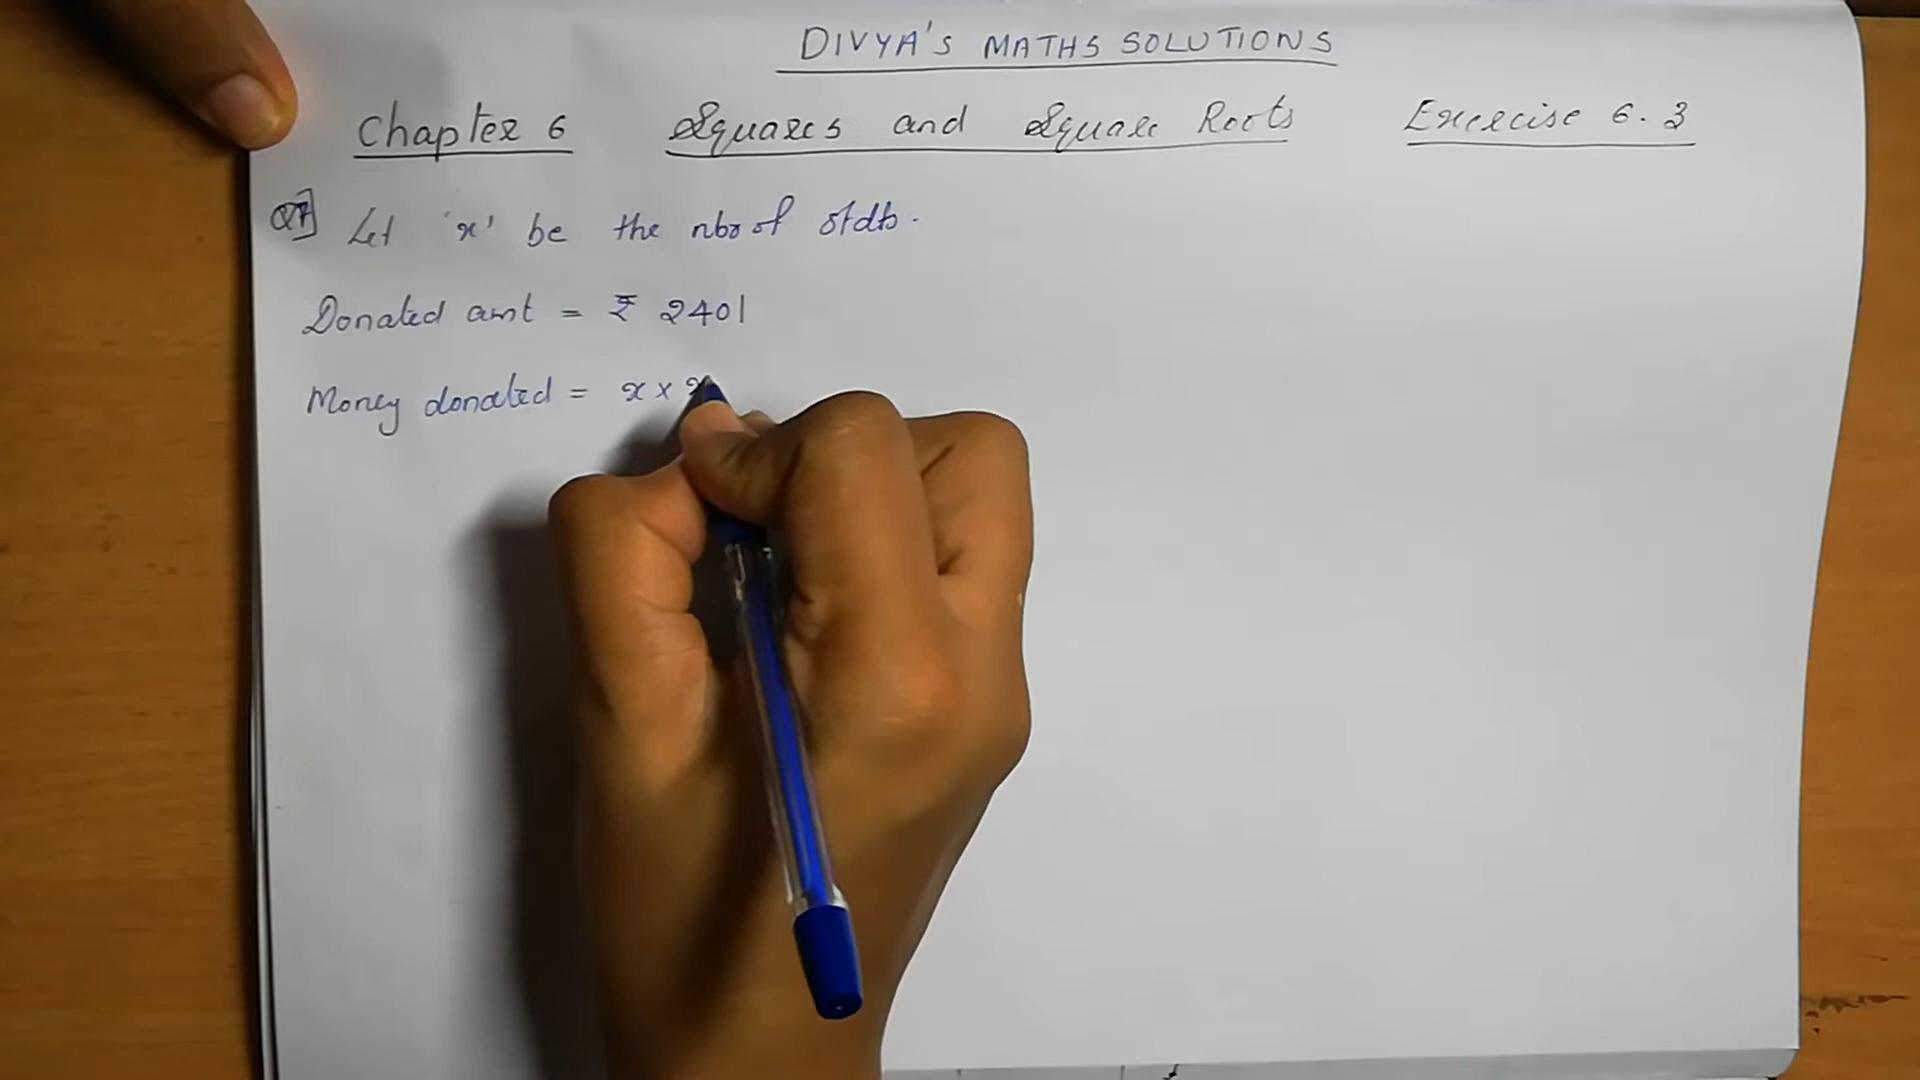 DIVYA'S MATHS SOLUTIONS
Chapter 6 Squares and Square Roots Exercise 6.3
Q7] Let 'x' be the nbr of stdts.
Donated amt = ₹ 2401
Money donated = x × x